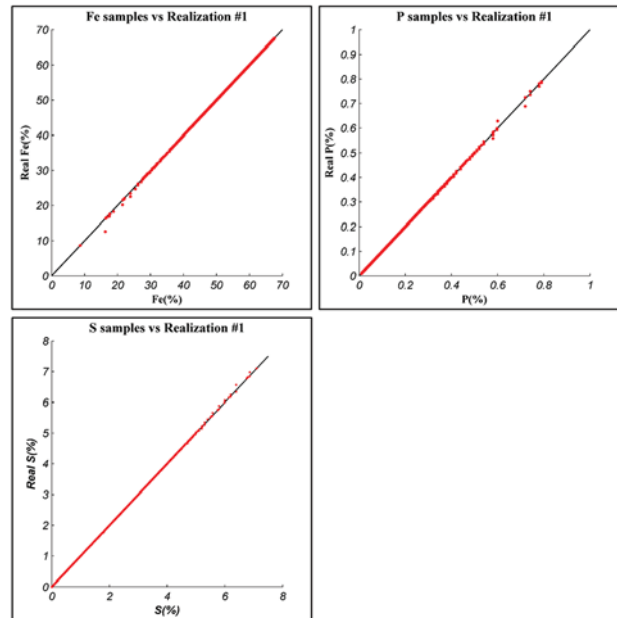 Fe samples vs Realization #1
70
60
50
40
30
20
10
0
Real Fe(%)
0 10 20 30 40 50 60 70
Fe(%)
P samples vs Realization #1
1
0.9
0.8
0.7
0.6
0.5
0.4
0.3
0.2
0.1
0
Real P(%)
0.2 0.4 0.6 0.8 1
P(%)
S samples vs Realization #1
8
7
6
5
4
3
2
1
0
Real S(%)
0 2 4 6 8
S(%)